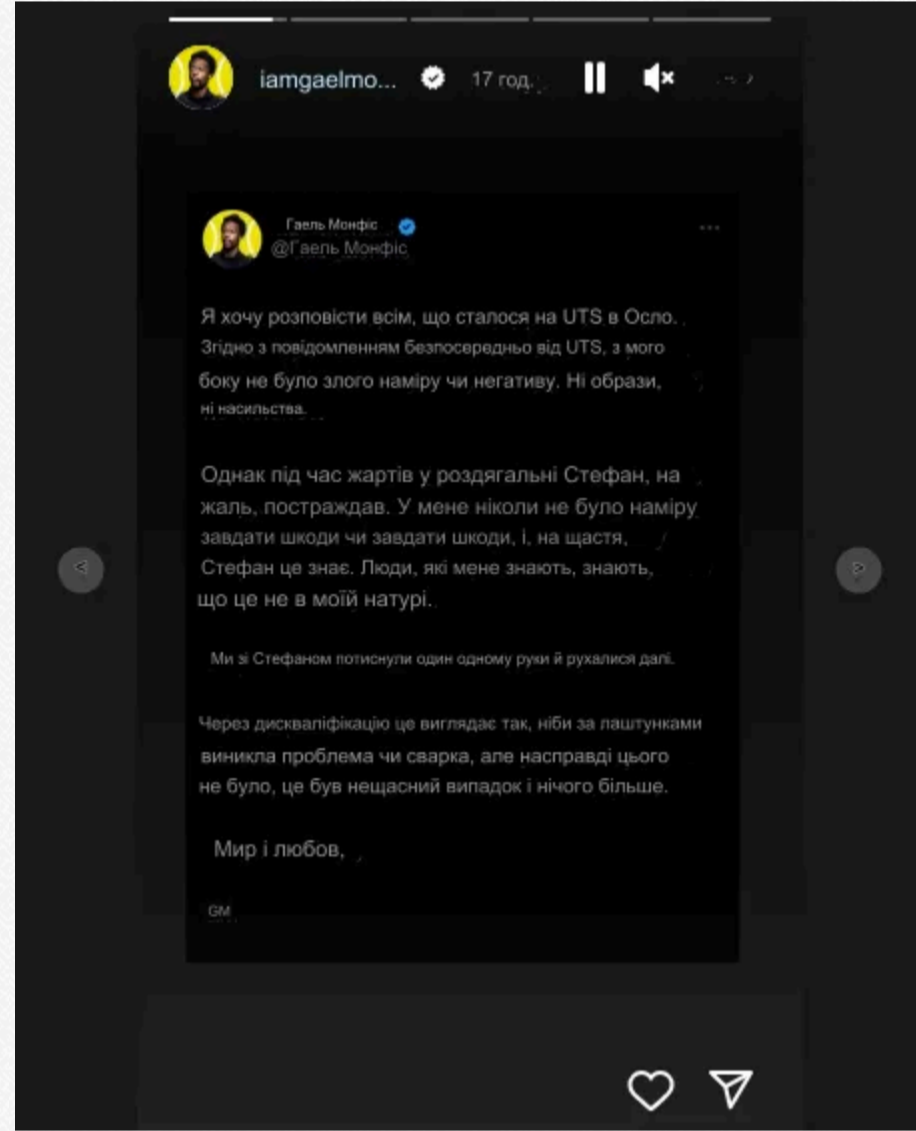 iamgaelmo... 17 год.
Гаель Монфіс
@Гаель Монфіс
Я хочу розповісти всім, що сталося на UTS в Осло.
Згідно з повідомленням безпосередньо від UTS, з мого
боку не було злого наміру чи негативу. Ні образи,
ні насильства.
Однак під час жартів у роздягальні Стефан, на
жаль, постраждав. У мене ніколи не було наміру
завдати шкоди чи завдати шкоди, і, на щастя,
Стефан це знає. Люди, які мене знають, знають,
що це не в моїй натурі.
Ми зі Стефаном потиснули один одному руки й рухалися далі.
Через дискваліфікацію це виглядає так, ніби за лаштунками
виникла проблема чи сварка, але насправді цього
не було, це був нещасний випадок і нічого більше.
Мир і любов,
GM